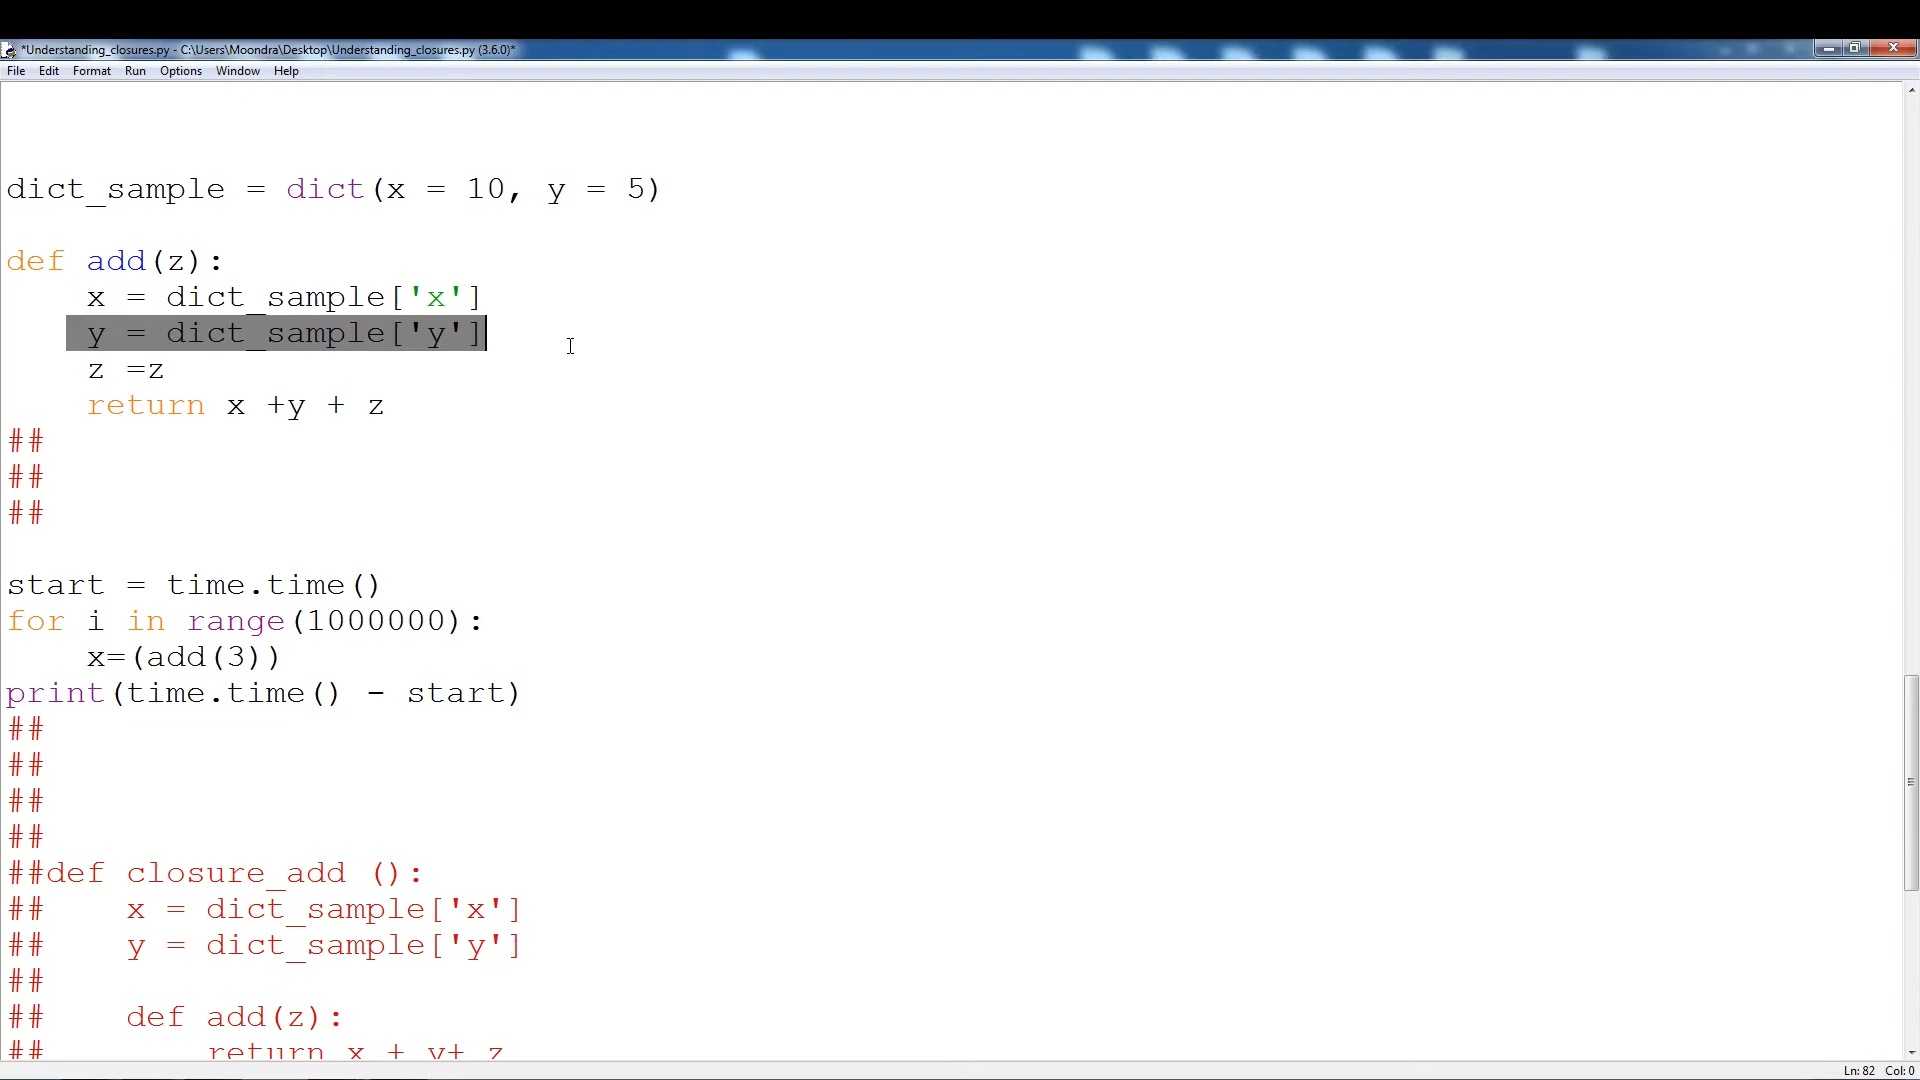 *Understanding_closures.py - C:\Users\Moondra\Desktop\Understanding_closures.py (3.6.0)*
File Edit Format Run Options Window Help
dict_sample = dict(x = 10, y = 5)
def add(z):
    x = dict_sample['x']
    y = dict_sample['y']
    z =z
    return x +y + z
##
##
##
start = time.time()
for i in range(1000000):
    x=(add(3))
print(time.time() - start)
##
##
##
##
##def closure_add ():
##    x = dict_sample['x']
##    y = dict_sample['y']
##
##    def add(z):
##        return x + y+ z
Ln: 82 Col: 0